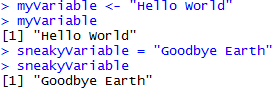 > myVariable <- "Hello World"
> myVariable
[1] "Hello World"
> sneakyVariable = "Goodbye Earth"
> sneakyVariable
[1] "Goodbye Earth"